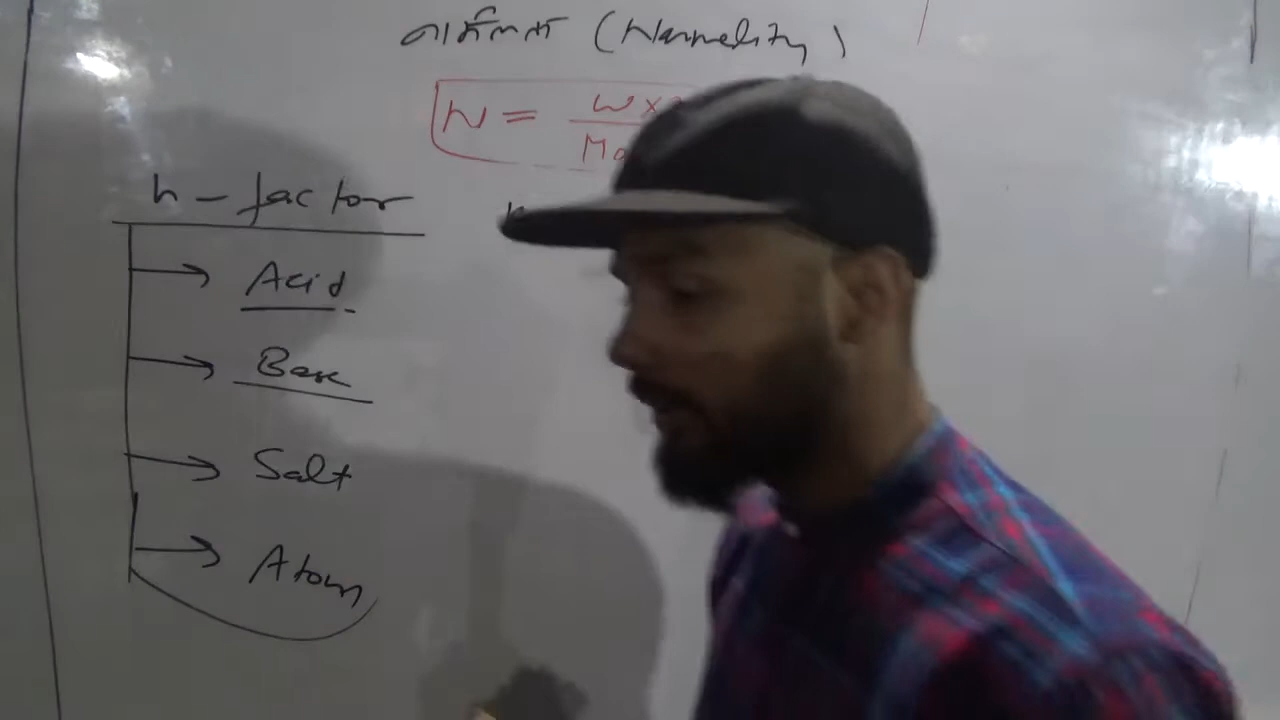 (Normality)
N = W×
n - factor
Acid
Base
Salt
Atom